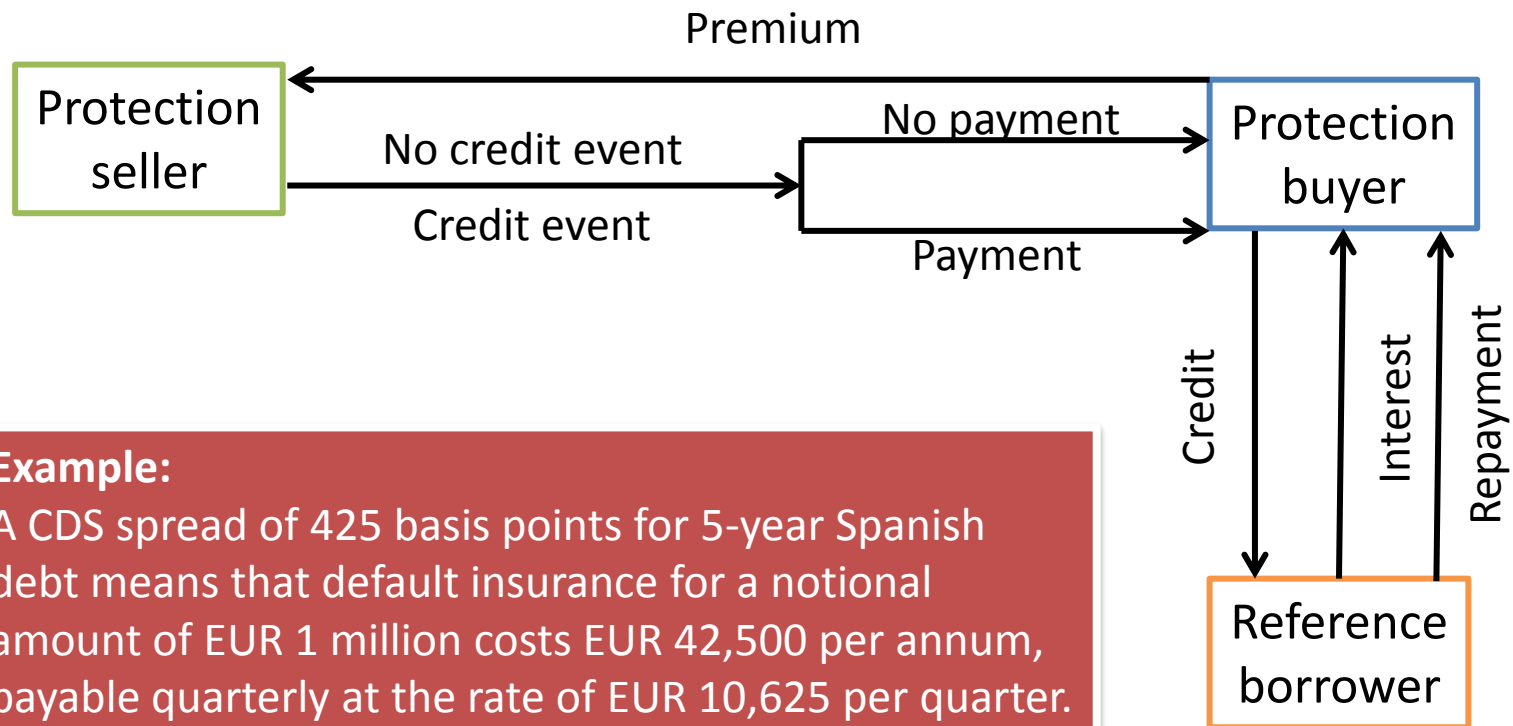 Premium
Protection
seller
No credit event
Credit event
No payment
Payment
Protection
buyer
Credit
Interest
Repayment
Example:
A CDS spread of 425 basis points for 5-year Spanish
debt means that default insurance for a notional
amount of EUR 1 million costs EUR 42,500 per annum,
payable quarterly at the rate of EUR 10,625 per quarter.
Reference
borrower